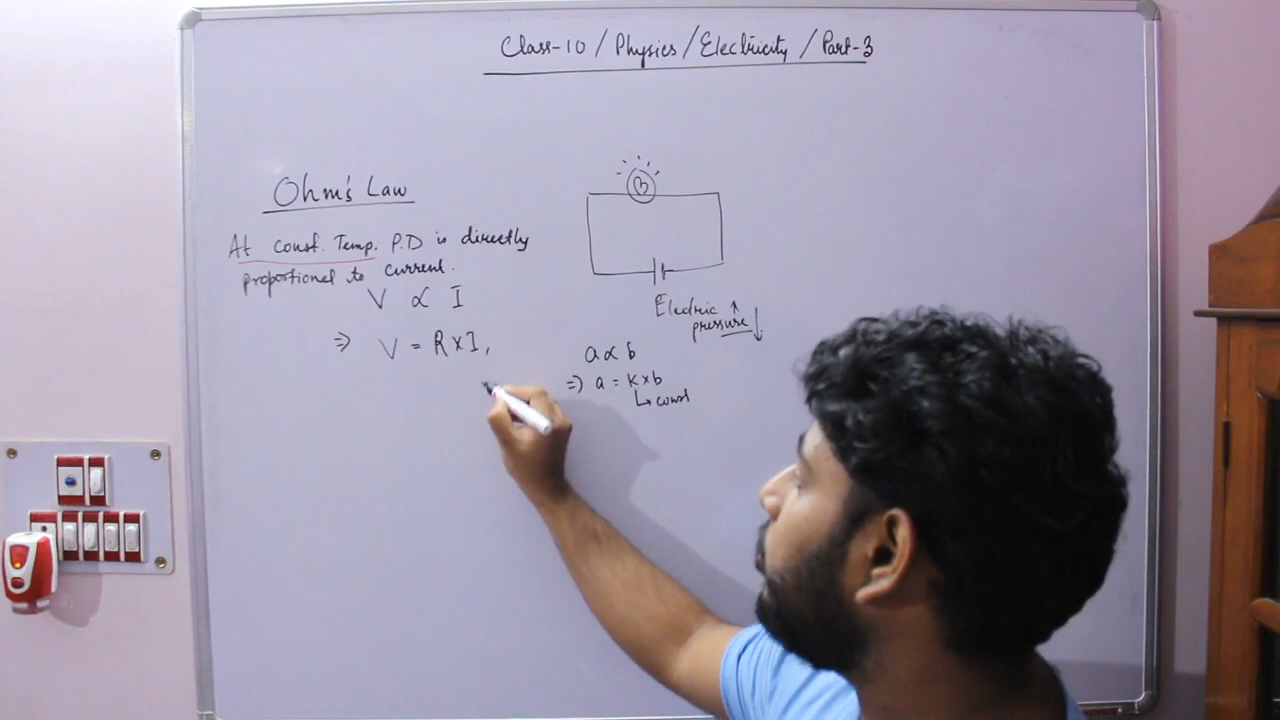 Class-10 / Physics / Electricity / Part-3
Ohm's Law
At const. Temp. P.D is directly
proportional to current.
V ∝ I
⇒ V = R×I,
Electric ↑
pressure ↓
a ∝ b
⇒ a = K×b
↳ const